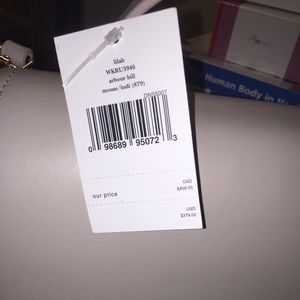 lilah
WKRU3946
arbour hill
mouse/indi (879)
DNS5007
0 98689 95072 3
our price
CAD
$459.00
USD
$379.00
Human Body in